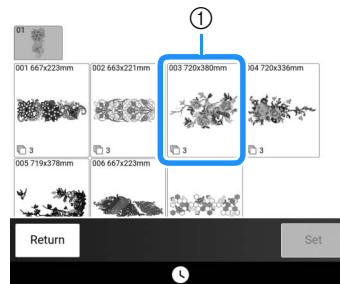 ①
01
001 667x223mm 002 663x221mm 003 720x380mm 004 720x336mm
3 3 3 3
005 719x378mm 006 667x223mm
Return Set